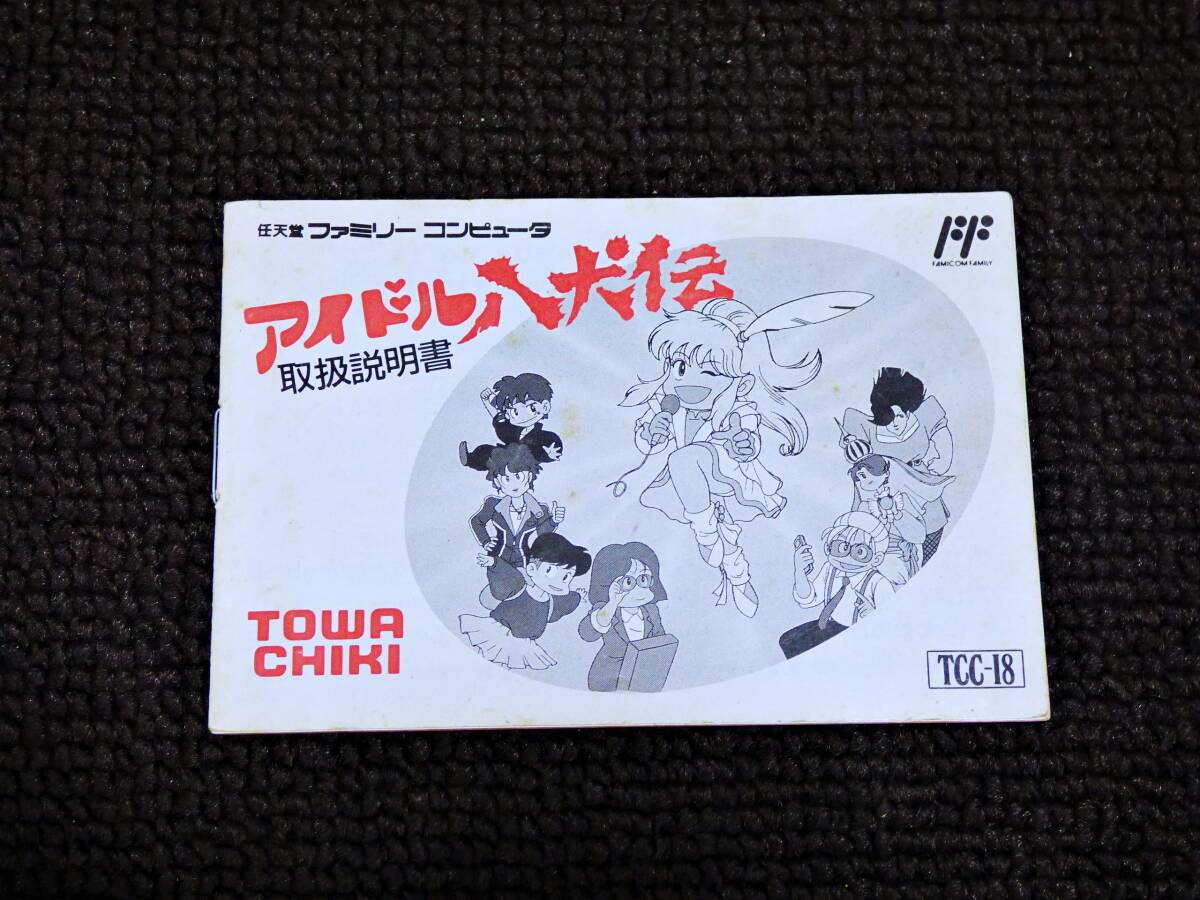 任天堂 ファミリー コンピュータ
FAMICOM FAMILY
アイドル八犬伝
取扱説明書
TOWA
CHIKI
TCC-18